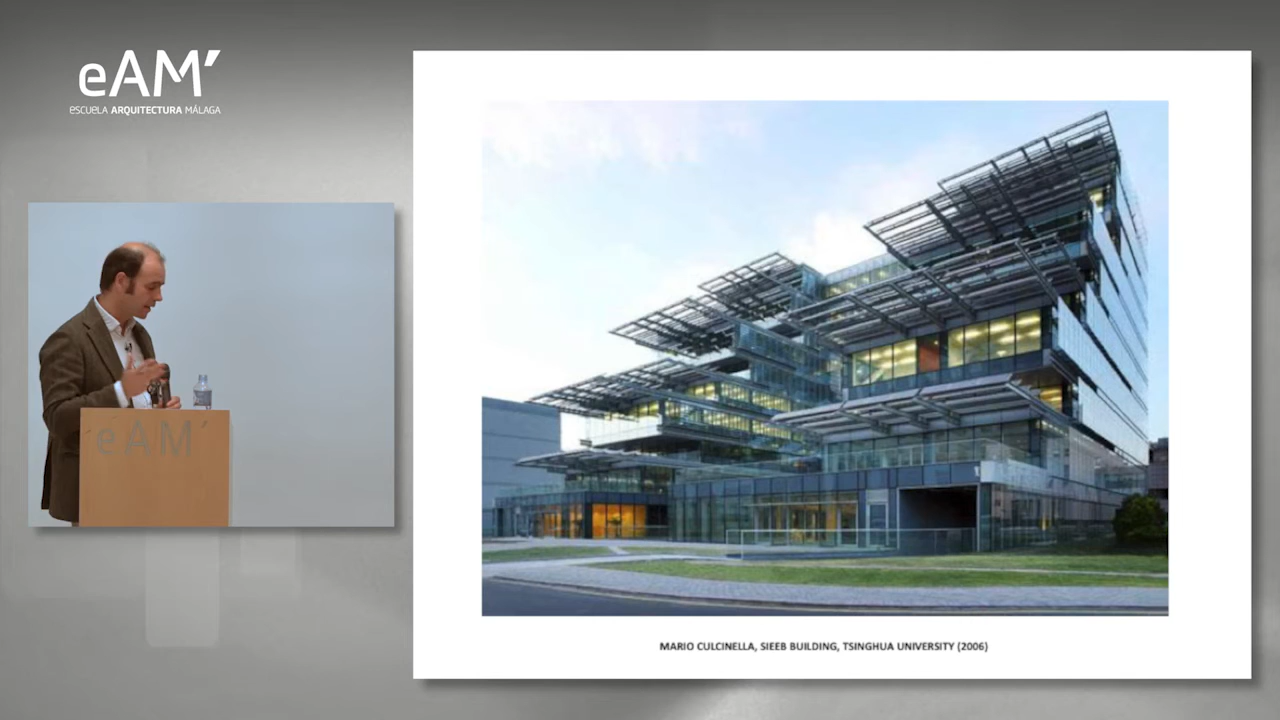 eAM'
ESCUELA ARQUITECTURA MÁLAGA
eAM'
MARIO CULCINELLA, SIEEB BUILDING, TSINGHUA UNIVERSITY (2006)